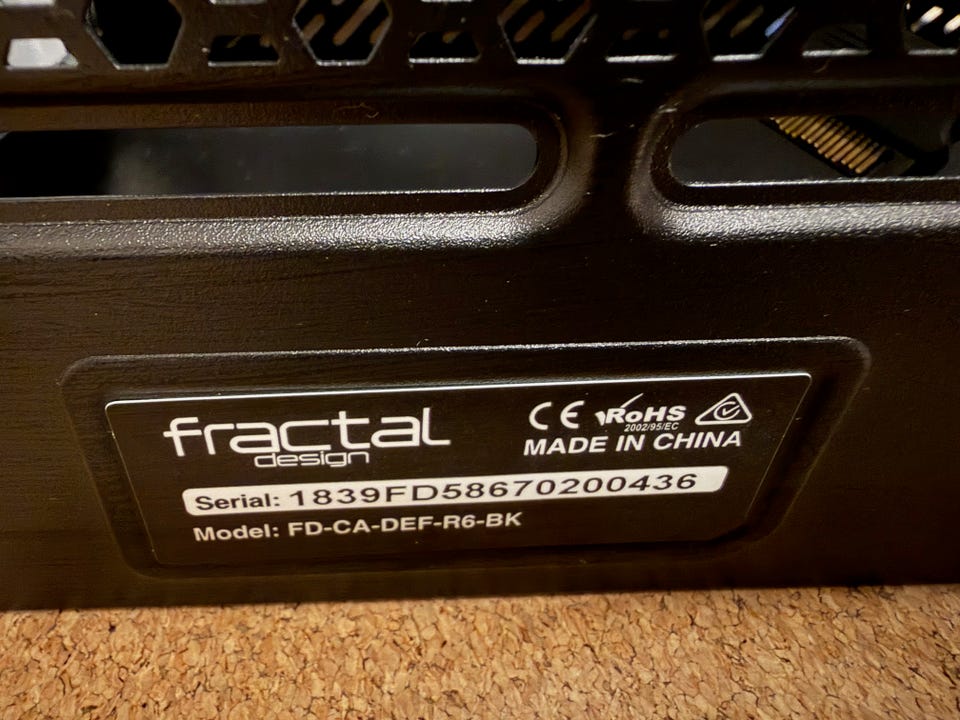 fractal
design
CE RoHS
2002/95/EC
MADE IN CHINA
Serial: 1839FD58670200436
Model: FD-CA-DEF-R6-BK